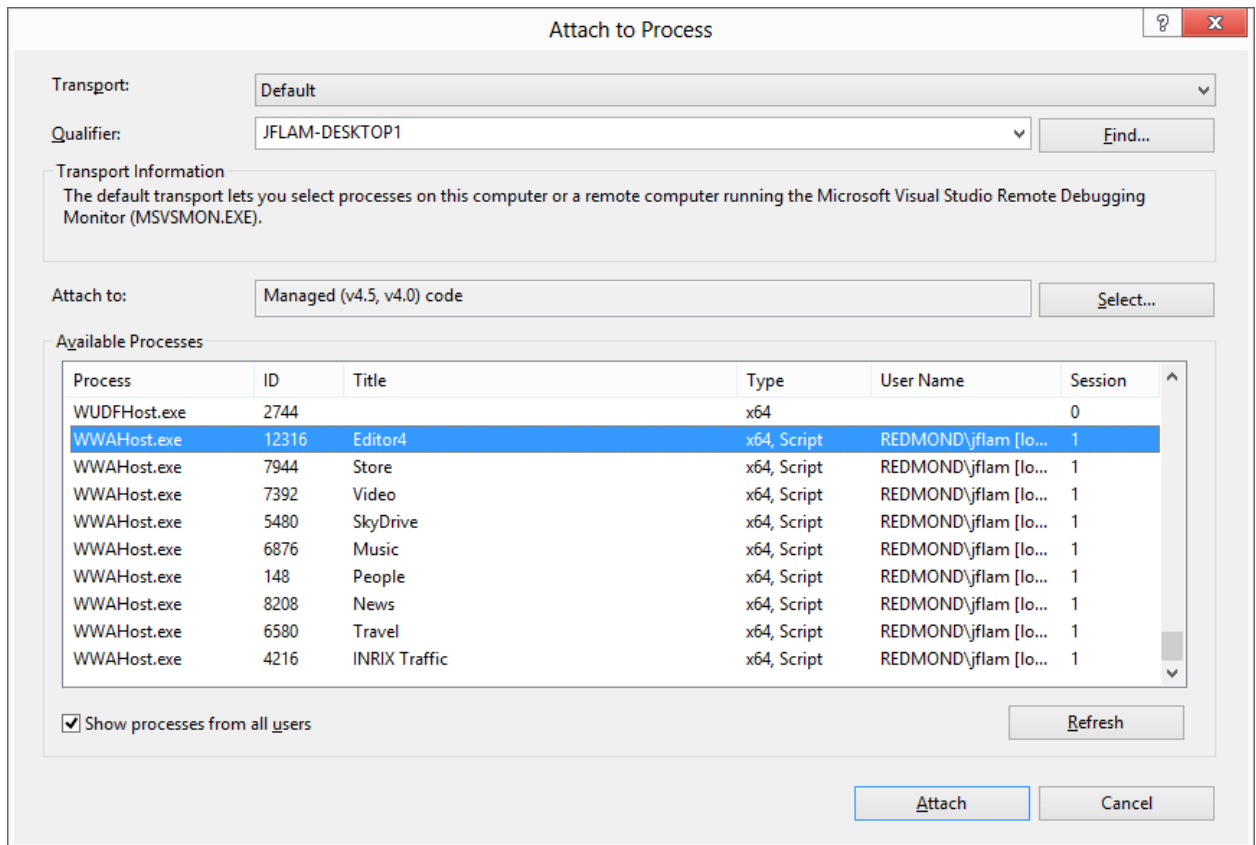 Attach to Process
?
x
Transport:
Default
Qualifier:
JFLAM-DESKTOP1
Find...
Transport Information
The default transport lets you select processes on this computer or a remote computer running the Microsoft Visual Studio Remote Debugging
Monitor (MSVSMON.EXE).
Attach to:
Managed (v4.5, v4.0) code
Select...
Available Processes
Process ID Title Type User Name Session
WUDFHost.exe 2744 x64 0
WWAHost.exe 12316 Editor4 x64, Script REDMOND\jflam [lo... 1
WWAHost.exe 7944 Store x64, Script REDMOND\jflam [lo... 1
WWAHost.exe 7392 Video x64, Script REDMOND\jflam [lo... 1
WWAHost.exe 5480 SkyDrive x64, Script REDMOND\jflam [lo... 1
WWAHost.exe 6876 Music x64, Script REDMOND\jflam [lo... 1
WWAHost.exe 148 People x64, Script REDMOND\jflam [lo... 1
WWAHost.exe 8208 News x64, Script REDMOND\jflam [lo... 1
WWAHost.exe 6580 Travel x64, Script REDMOND\jflam [lo... 1
WWAHost.exe 4216 INRIX Traffic x64, Script REDMOND\jflam [lo... 1
Show processes from all users
Refresh
Attach
Cancel